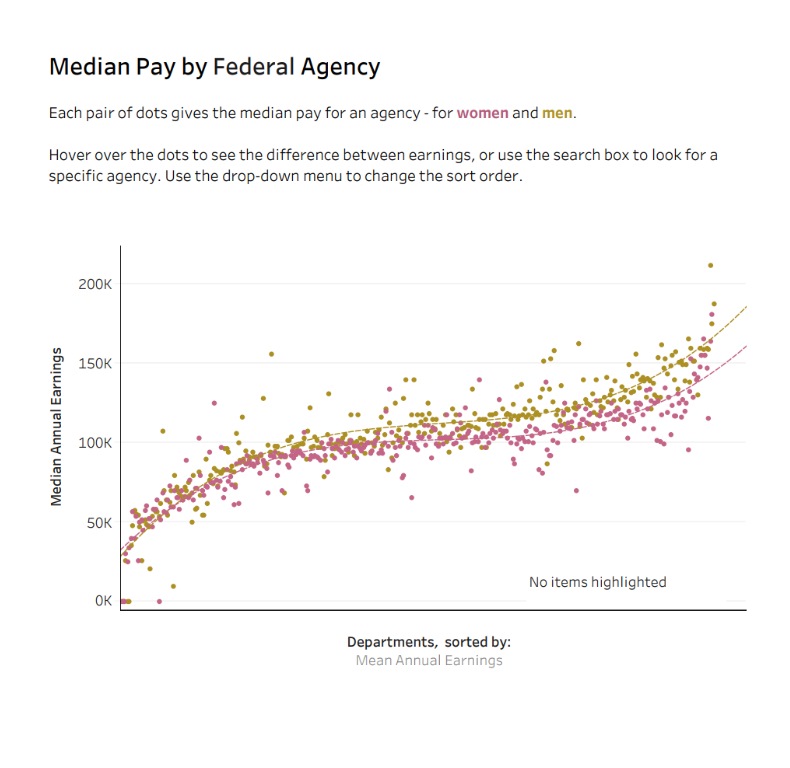 Median Pay by Federal Agency
Each pair of dots gives the median pay for an agency - for women and men.
Hover over the dots to see the difference between earnings, or use the search box to look for a
specific agency. Use the drop-down menu to change the sort order.
200K
150K
100K
50K
0K
Median Annual Earnings
No items highlighted
Departments, sorted by:
Mean Annual Earnings